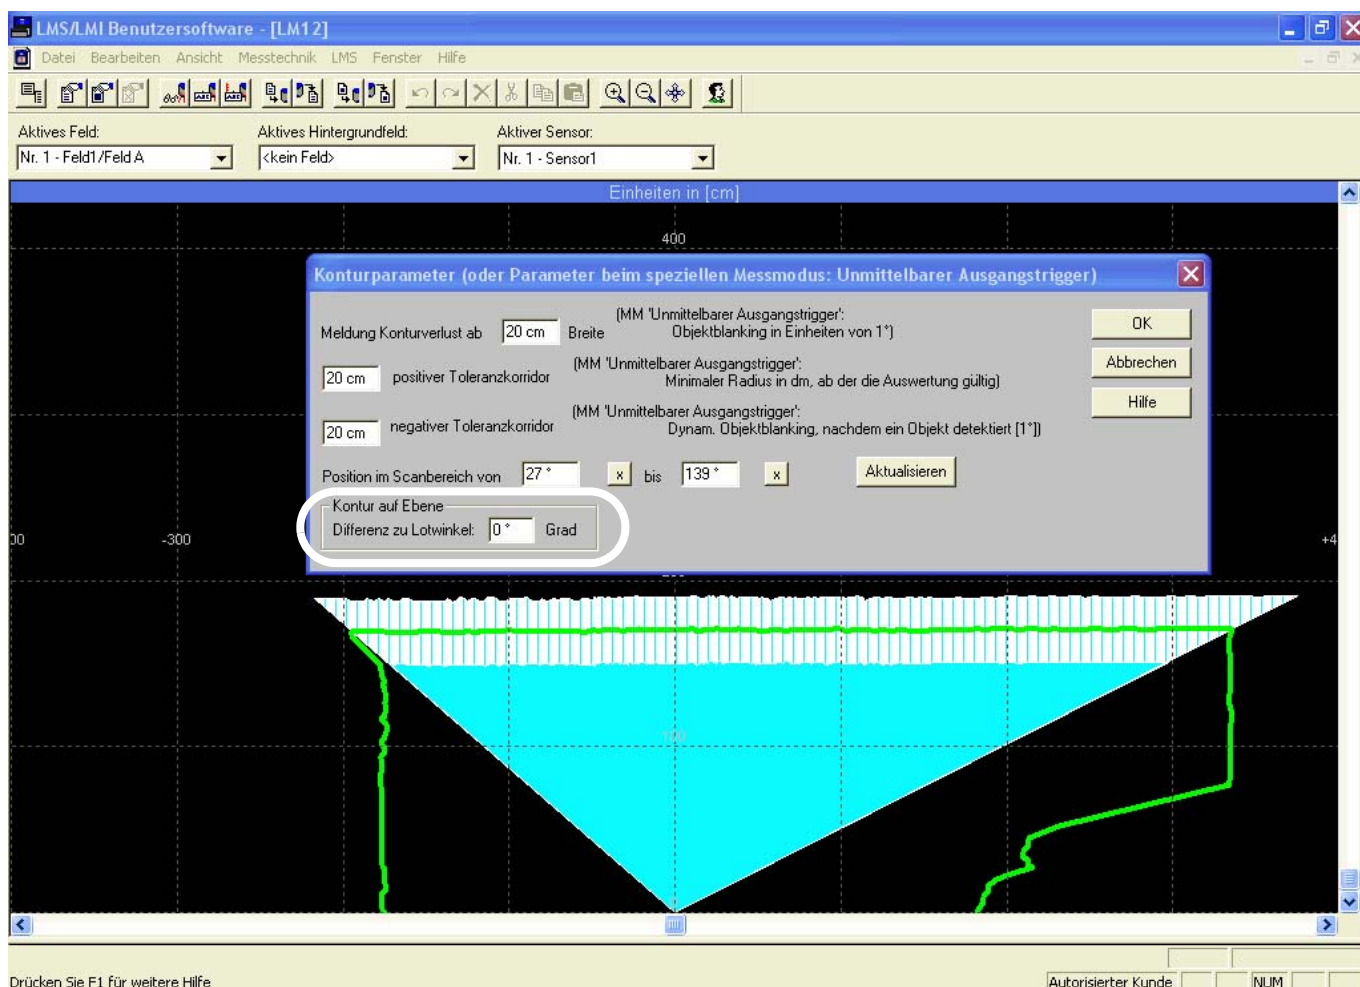 LMS/LMI Benutzersoftware - [LM12]
Datei Bearbeiten Ansicht Messtechnik LMS Fenster Hilfe
Aktives Feld: Aktives Hintergrundfeld: Aktiver Sensor:
Nr. 1 - Feld1/Feld A <kein Feld> Nr. 1 - Sensor1
Einheiten in [cm]
400
Konturparameter (oder Parameter beim speziellen Messmodus: Unmittelbarer Ausgangstrigger)
Meldung Konturverlust ab 20 cm Breite
(MM 'Unmittelbarer Ausgangstrigger':
Objektblanking in Einheiten von 1°)
OK
20 cm positiver Toleranzkorridor
(MM 'Unmittelbarer Ausgangstrigger':
Minimaler Radius in dm, ab der die Auswertung gültig)
Abbrechen
20 cm negativer Toleranzkorridor
(MM 'Unmittelbarer Ausgangstrigger':
Dynam. Objektblanking, nachdem ein Objekt detektiert [1°])
Hilfe
Position im Scanbereich von 27 ° x bis 139 ° x Aktualisieren
Kontur auf Ebene
Differenz zu Lotwinkel: 0 ° Grad
00 -300 +4
100
Drücken Sie F1 für weitere Hilfe Autorisierter Kunde NUM